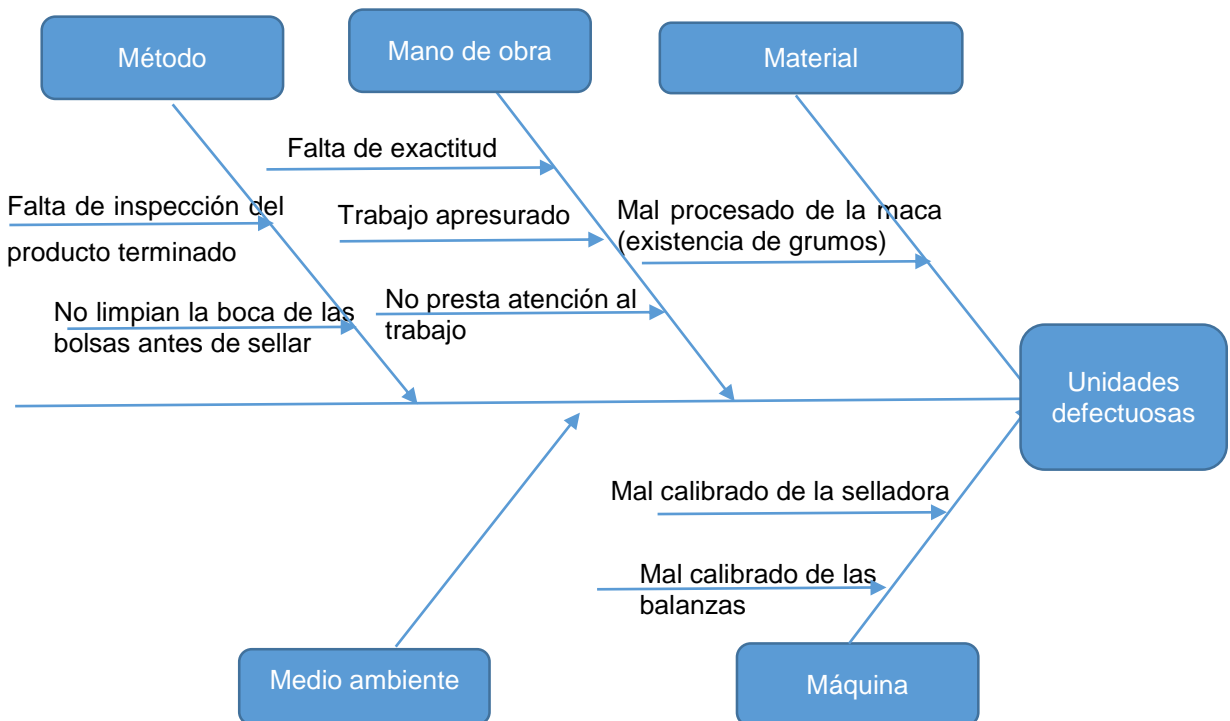 Método
Mano de obra
Material
Falta de exactitud
Falta de inspección del
producto terminado
Trabajo apresurado
Mal procesado de la maca
(existencia de grumos)
No limpian la boca de las
bolsas antes de sellar
No presta atención al
trabajo
Unidades
defectuosas
Mal calibrado de la selladora
Mal calibrado de las
balanzas
Medio ambiente
Máquina